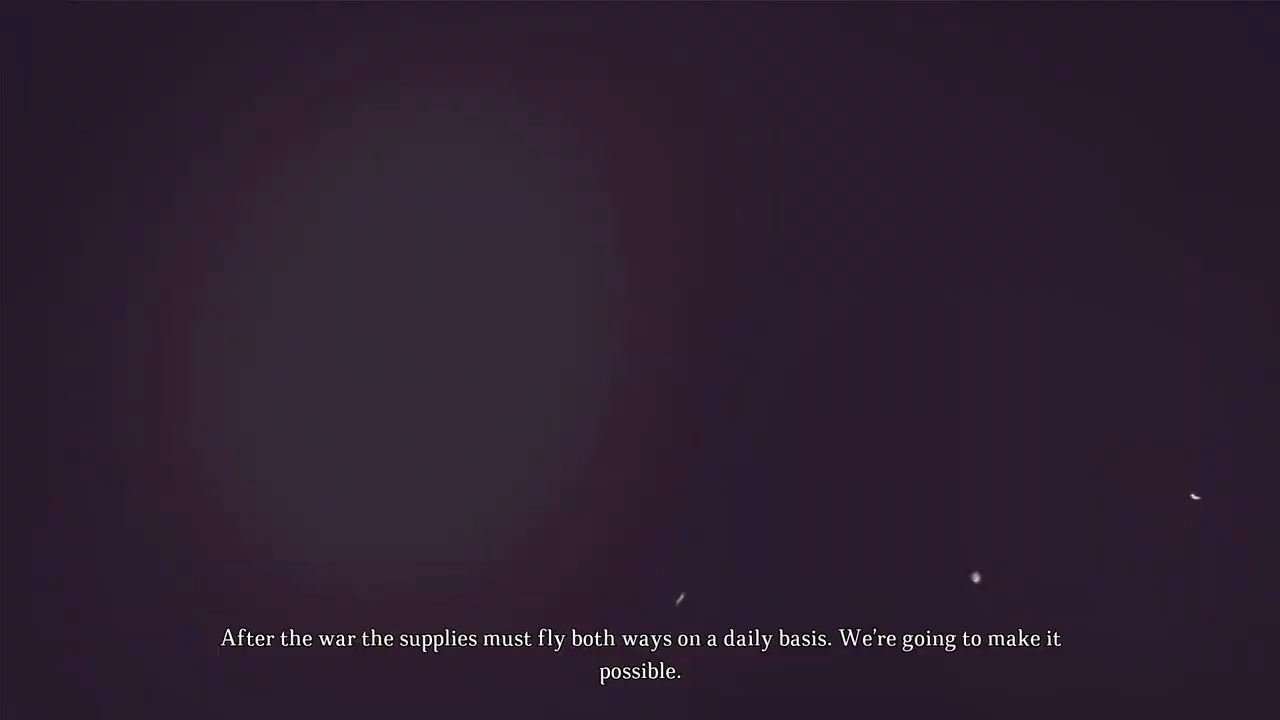 After the war the supplies must fly both ways on a daily basis. We’re going to make it
possible.